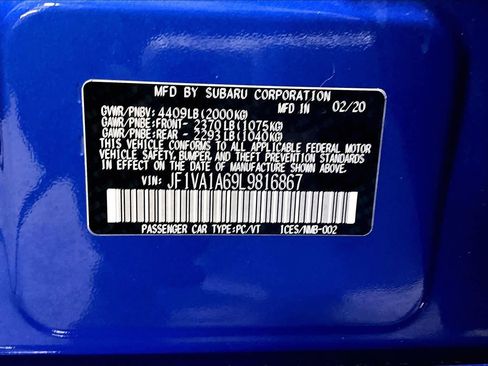 MFD BY SUBARU CORPORATION
GVWR/PNBV: 4409LB(2000KG) MFD IN 02/20
GAWR/PNBE:FRONT- 2370LB(1075KG)
GAWR/PNBE:REAR - 2293LB(1040KG)
THIS VEHICLE CONFORMS TO ALL APPLICABLE FEDERAL MOTOR
VEHICLE SAFETY, BUMPER, AND THEFT PREVENTION STANDARDS
IN EFFECT ON THE DATE OF MANUFACTURE SHOWN ABOVE.
VIN: JF1VA1A69L9816867
PASSENGER CAR TYPE:PC/VT ICES/NMB-002